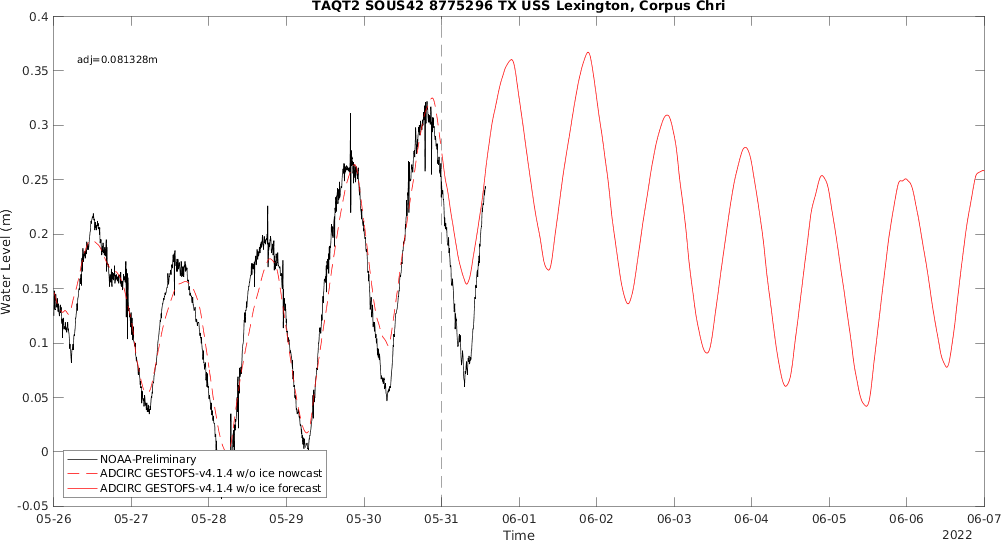 TAQT2 SOUS42 8775296 TX USS Lexington, Corpus Chri
0.4
0.35
0.3
0.25
0.2
0.15
0.1
0.05
0
-0.05
Water Level (m)
adj=0.081328m
NOAA-Preliminary
ADCIRC GESTOFS-v4.1.4 w/o ice nowcast
ADCIRC GESTOFS-v4.1.4 w/o ice forecast
05-26 05-27 05-28 05-29 05-30 05-31 06-01 06-02 06-03 06-04 06-05 06-06 06-07
Time
2022